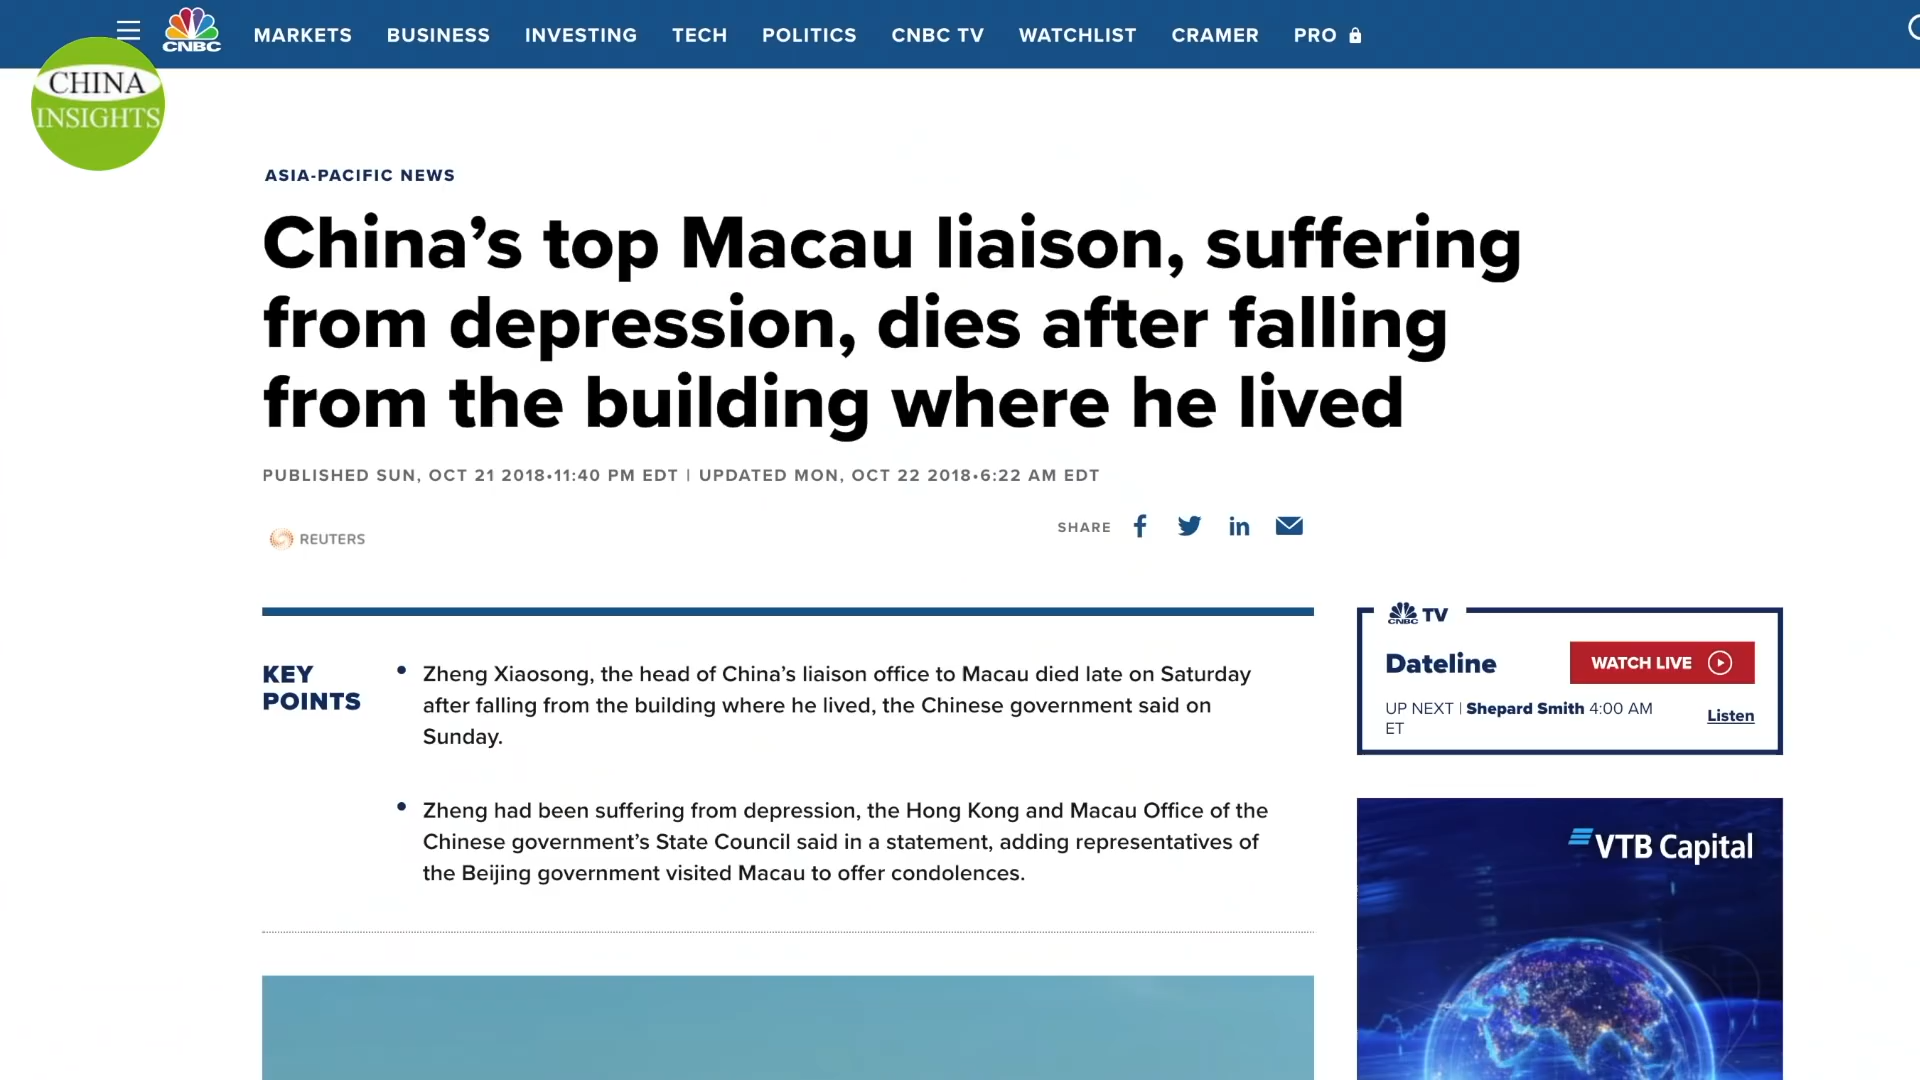 CNBC
MARKETS BUSINESS INVESTING TECH POLITICS CNBC TV WATCHLIST CRAMER PRO
CHINA
INSIGHTS
ASIA-PACIFIC NEWS
China’s top Macau liaison, suffering
from depression, dies after falling
from the building where he lived
PUBLISHED SUN, OCT 21 2018•11:40 PM EDT | UPDATED MON, OCT 22 2018•6:22 AM EDT
REUTERS
SHARE
KEY
POINTS
• Zheng Xiaosong, the head of China’s liaison office to Macau died late on Saturday
after falling from the building where he lived, the Chinese government said on
Sunday.
• Zheng had been suffering from depression, the Hong Kong and Macau Office of the
Chinese government’s State Council said in a statement, adding representatives of
the Beijing government visited Macau to offer condolences.
CNBC TV
Dateline
WATCH LIVE
UP NEXT | Shepard Smith 4:00 AM
ET
Listen
VTB Capital